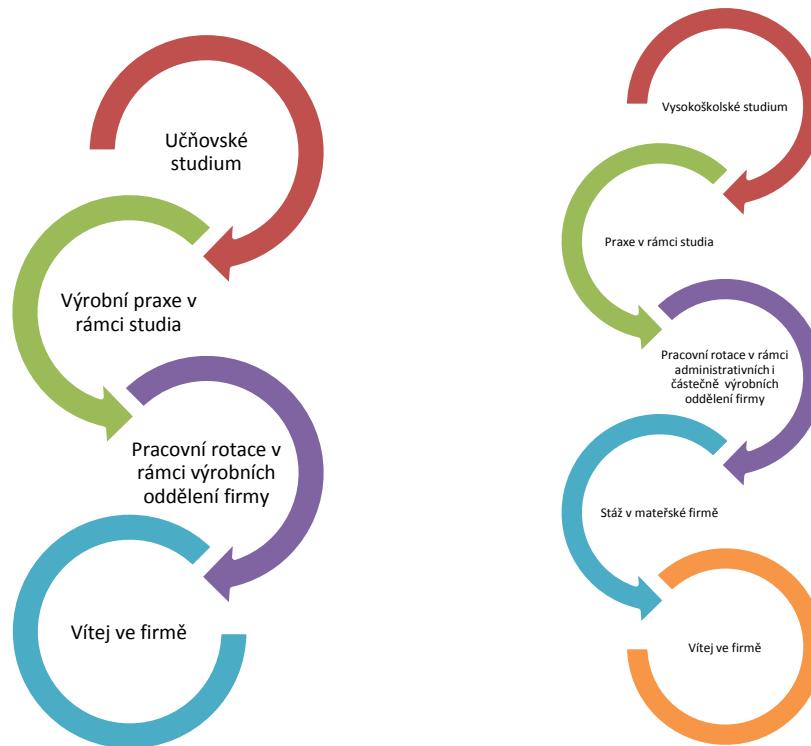 Učňovské
studium
Výrobní praxe v
rámci studia
Pracovní rotace v
rámci výrobních
oddělení firmy
Vítej ve firmě
Vysokoškolské studium
Praxe v rámci studia
Pracovní rotace v rámci
administrativních i
částečně výrobních
oddělení firmy
Stáž v mateřské firmě
Vítej ve firmě